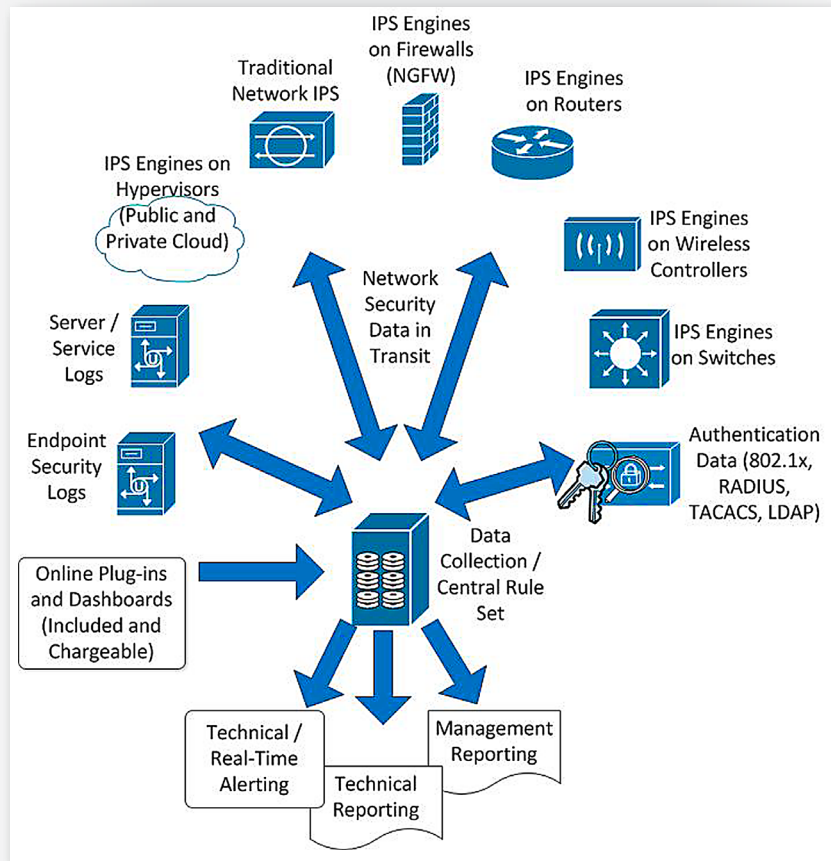 IPS Engines
on Firewalls
(NGFW)
Traditional
Network IPS
IPS Engines
on Routers
IPS Engines on
Hypervisors
(Public and
Private Cloud)
IPS Engines
on Wireless
Controllers
Network
Security
Data in
Transit
Server /
Service
Logs
IPS Engines
on Switches
Endpoint
Security
Logs
Authentication
Data (802.1x,
RADIUS,
TACACS, LDAP)
Data
Collection /
Central Rule
Set
Online Plug-ins
and Dashboards
(Included and
Chargeable)
Technical /
Real-Time
Alerting
Technical
Reporting
Management
Reporting